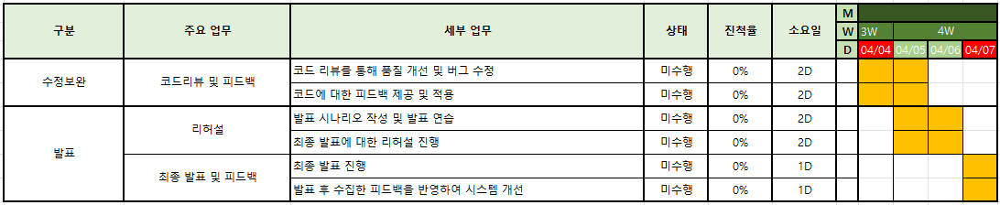 구분 주요 업무 세부 업무 상태 진척율 소요일 M
W 3W 4W
D 04/04 04/05 04/06 04/07
수정보완 코드리뷰 및 피드백 코드 리뷰를 통해 품질 개선 및 버그 수정 미수행 0% 2D
코드에 대한 피드백 제공 및 적용 미수행 0% 2D
발표 리허설 발표 시나리오 작성 및 발표 연습 미수행 0% 2D
최종 발표에 대한 리허설 진행 미수행 0% 2D
최종 발표 및 피드백 최종 발표 진행 미수행 0% 1D
발표 후 수집한 피드백을 반영하여 시스템 개선 미수행 0% 1D